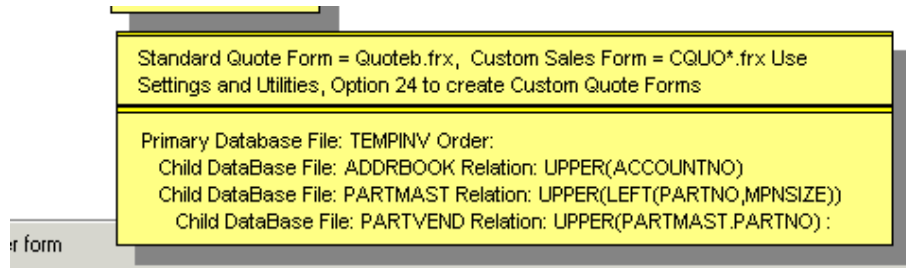 Standard Quote Form = Quoteb.frx, Custom Sales Form = CQUO*.frx Use
Settings and Utilities, Option 24 to create Custom Quote Forms
Primary Database File: TEMPINV Order:
Child DataBase File: ADDRBOOK Relation: UPPER(ACCOUNTNO)
Child DataBase File: PARTMAST Relation: UPPER(LEFT(PARTNO,MPNSIZE))
Child DataBase File: PARTVEND Relation: UPPER(PARTMAST.PARTNO) :
form